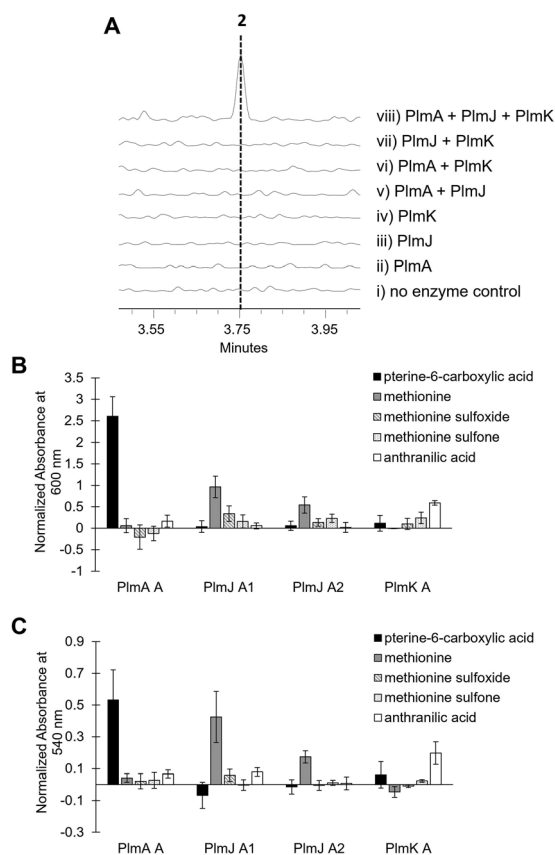 A
2
viii) PlmA + PlmJ + PlmK
vii) PlmJ + PlmK
vi) PlmA + PlmK
v) PlmA + PlmJ
iv) PlmK
iii) PlmJ
ii) PlmA
i) no enzyme control
3.55 3.75 3.95
Minutes
B
Normalized Absorbance at
600 nm
3.5
3
2.5
2
1.5
1
0.5
0
-0.5
-1
pterine-6-carboxylic acid
methionine
methionine sulfoxide
methionine sulfone
anthranilic acid
PlmA A PlmJ A1 PlmJ A2 PlmK A
C
Normalized Absorbance at
540 nm
0.9
0.7
0.5
0.3
0.1
-0.1
-0.3
pterine-6-carboxylic acid
methionine
methionine sulfoxide
methionine sulfone
anthranilic acid
PlmA A PlmJ A1 PlmJ A2 PlmK A